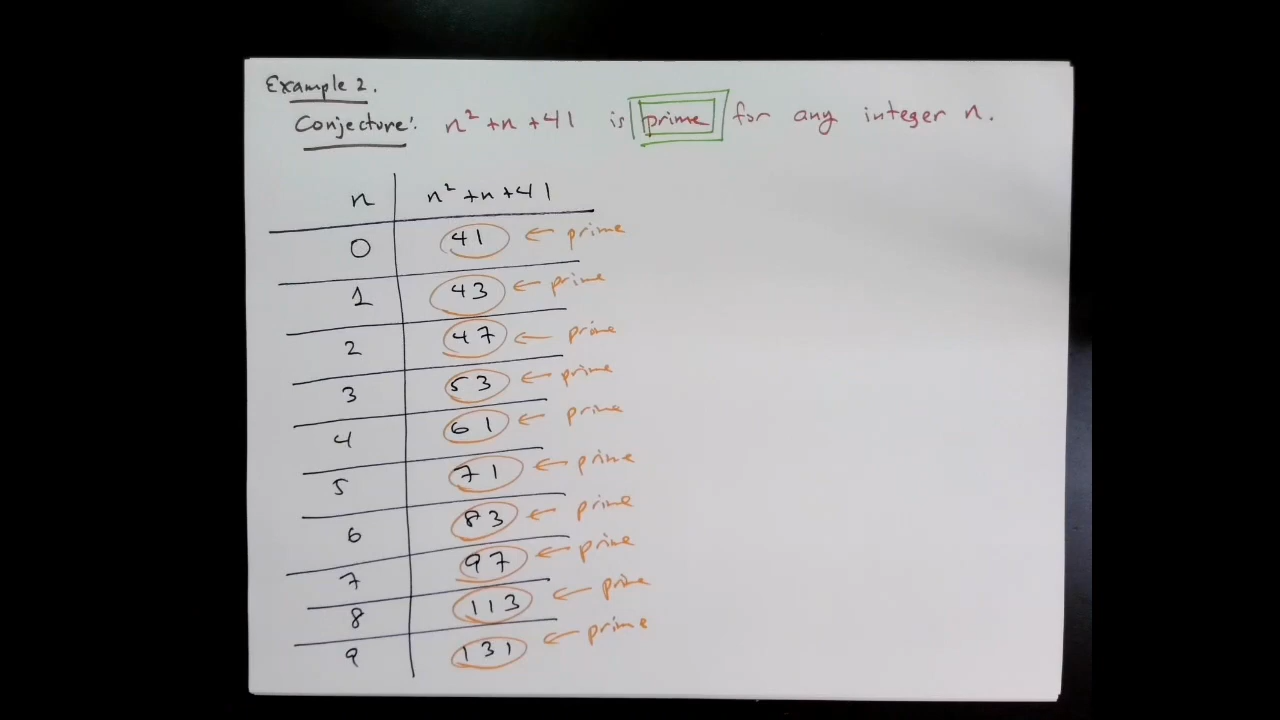 Example 2.
Conjecture: n² + n + 41 is prime for any integer n.
n n² + n + 41
0 41 ← prime
1 43 ← prime
2 47 ← prime
3 53 ← prime
4 61 ← prime
5 71 ← prime
6 83 ← prime
7 97 ← prime
8 113 ← prime
9 131 ← prime